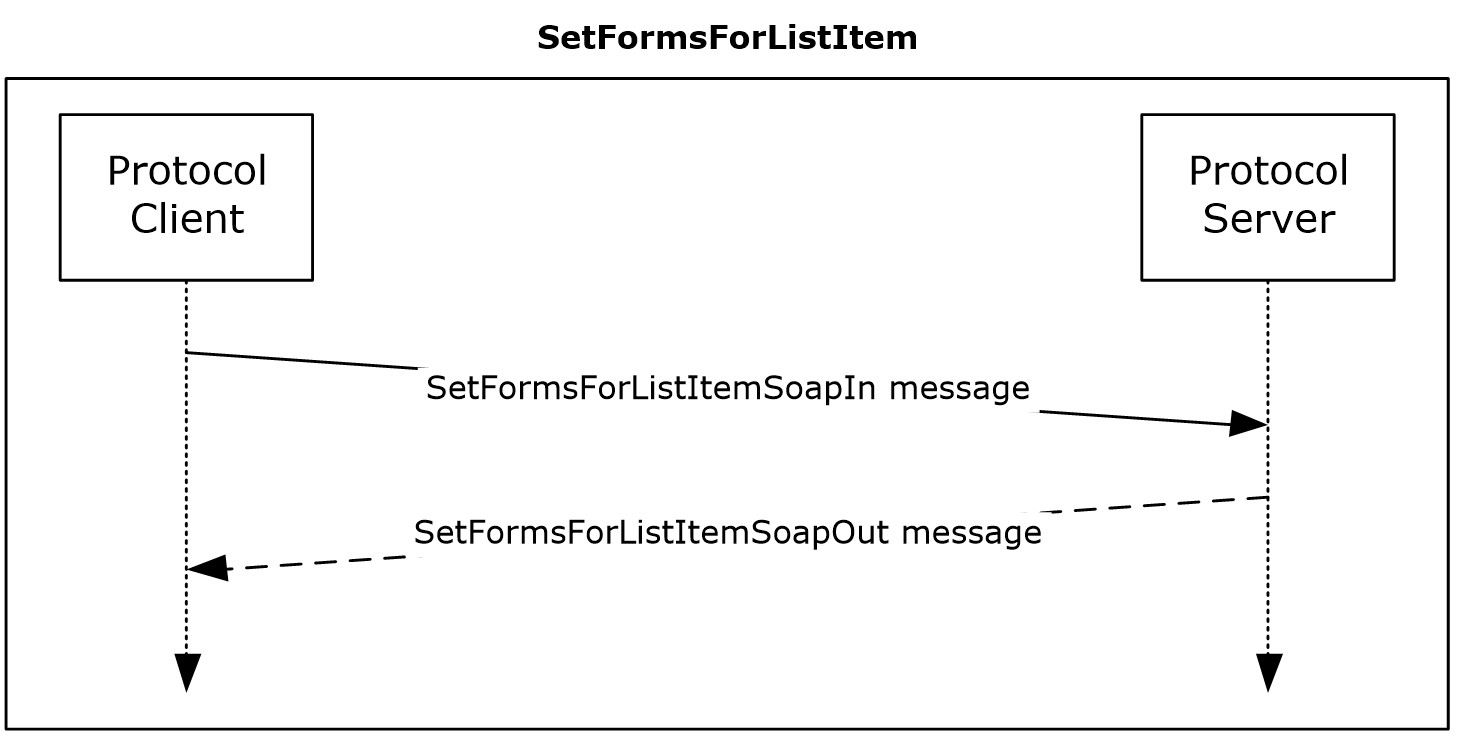 SetFormsForListItem
Protocol
Client
Protocol
Server
SetFormsForListItemSoapIn message
SetFormsForListItemSoapOut message